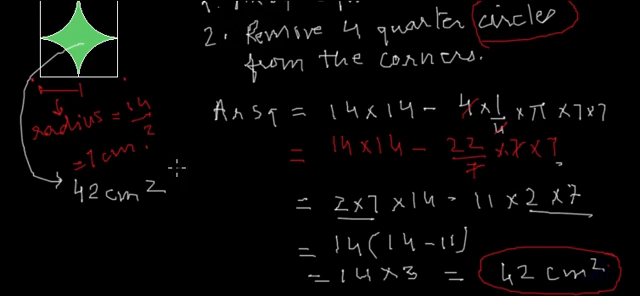 2. Remove 4 quarter circles
from the corners.
radius = 14/2
= 7 cm.
42 cm 2
Ans q = 14 x 14 - 4 x 1/4 x π x 7 x 7
= 14 x 14 - 22/7 x 7 x 7
= 2 x 7 x 14 - 11 x 2 x 7
= 14 ( 14 - 11 )
= 14 x 3 = 42 cm²